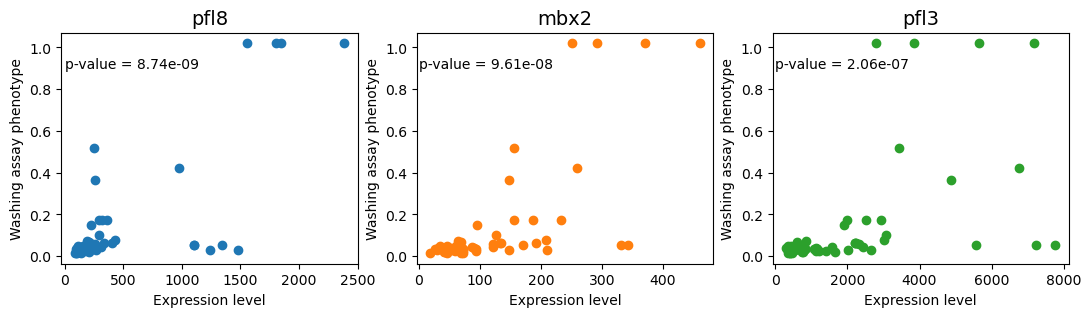 pfl8
1.0
0.8
0.6
0.4
0.2
0.0
Washing assay phenotype
p-value = 8.74e-09
0 500 1000 1500 2000 2500
Expression level
mbx2
1.0
0.8
0.6
0.4
0.2
0.0
Washing assay phenotype
p-value = 9.61e-08
0 100 200 300 400
Expression level
pfl3
1.0
0.8
0.6
0.4
0.2
0.0
Washing assay phenotype
p-value = 2.06e-07
0 2000 4000 6000 8000
Expression level